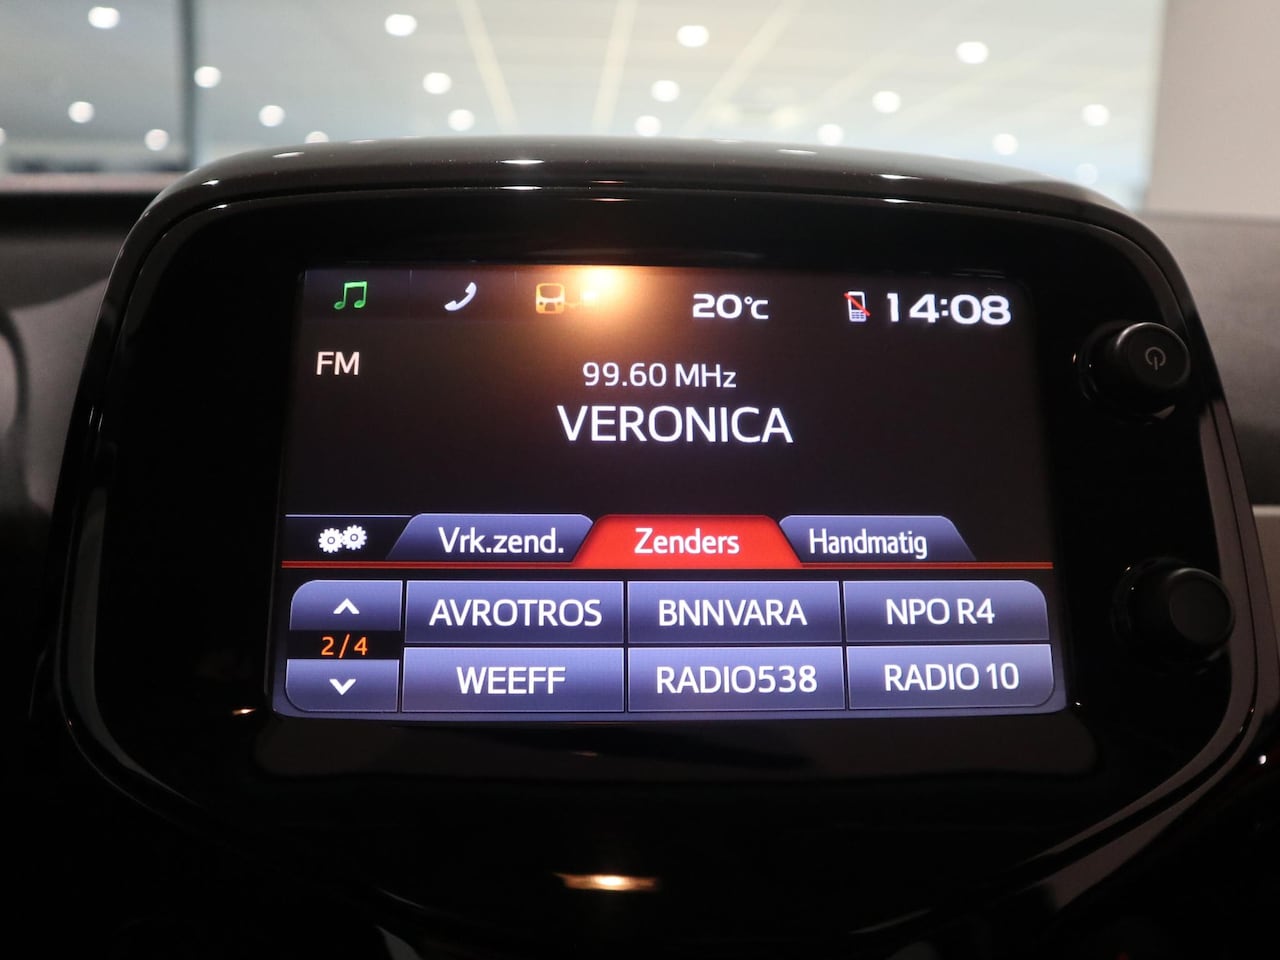 20°C 14:08
FM
99.60 MHz
VERONICA
Vrk.zend. Zenders Handmatig
AVROTROS BNNVARA NPO R4
2/4
WEEFF RADIO538 RADIO 10